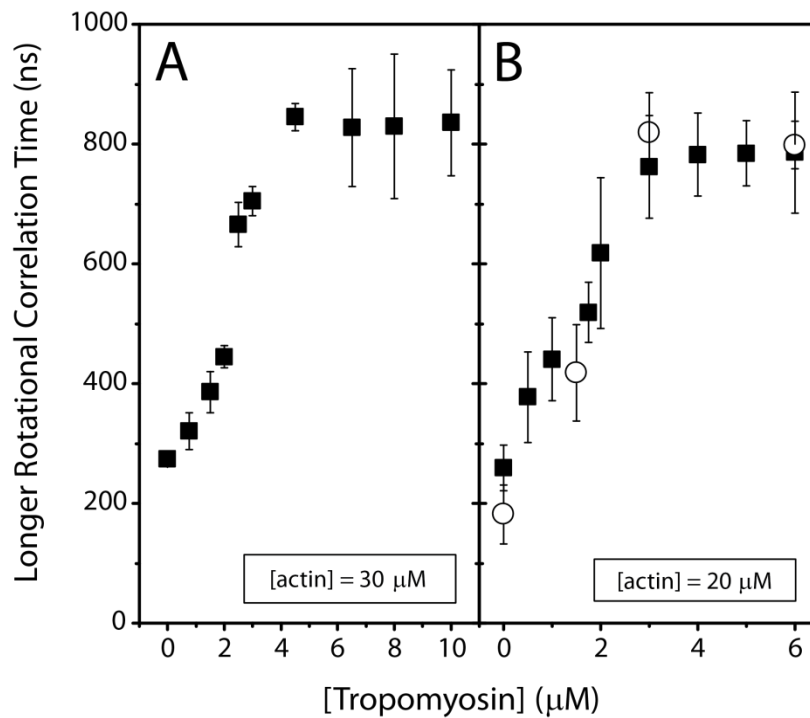 Longer Rotational Correlation Time (ns)
1000
800
600
400
200
0
A
[actin] = 30 μM
0 2 4 6 8 10
B
[actin] = 20 μM
0 2 4 6
[Tropomyosin] (μM)